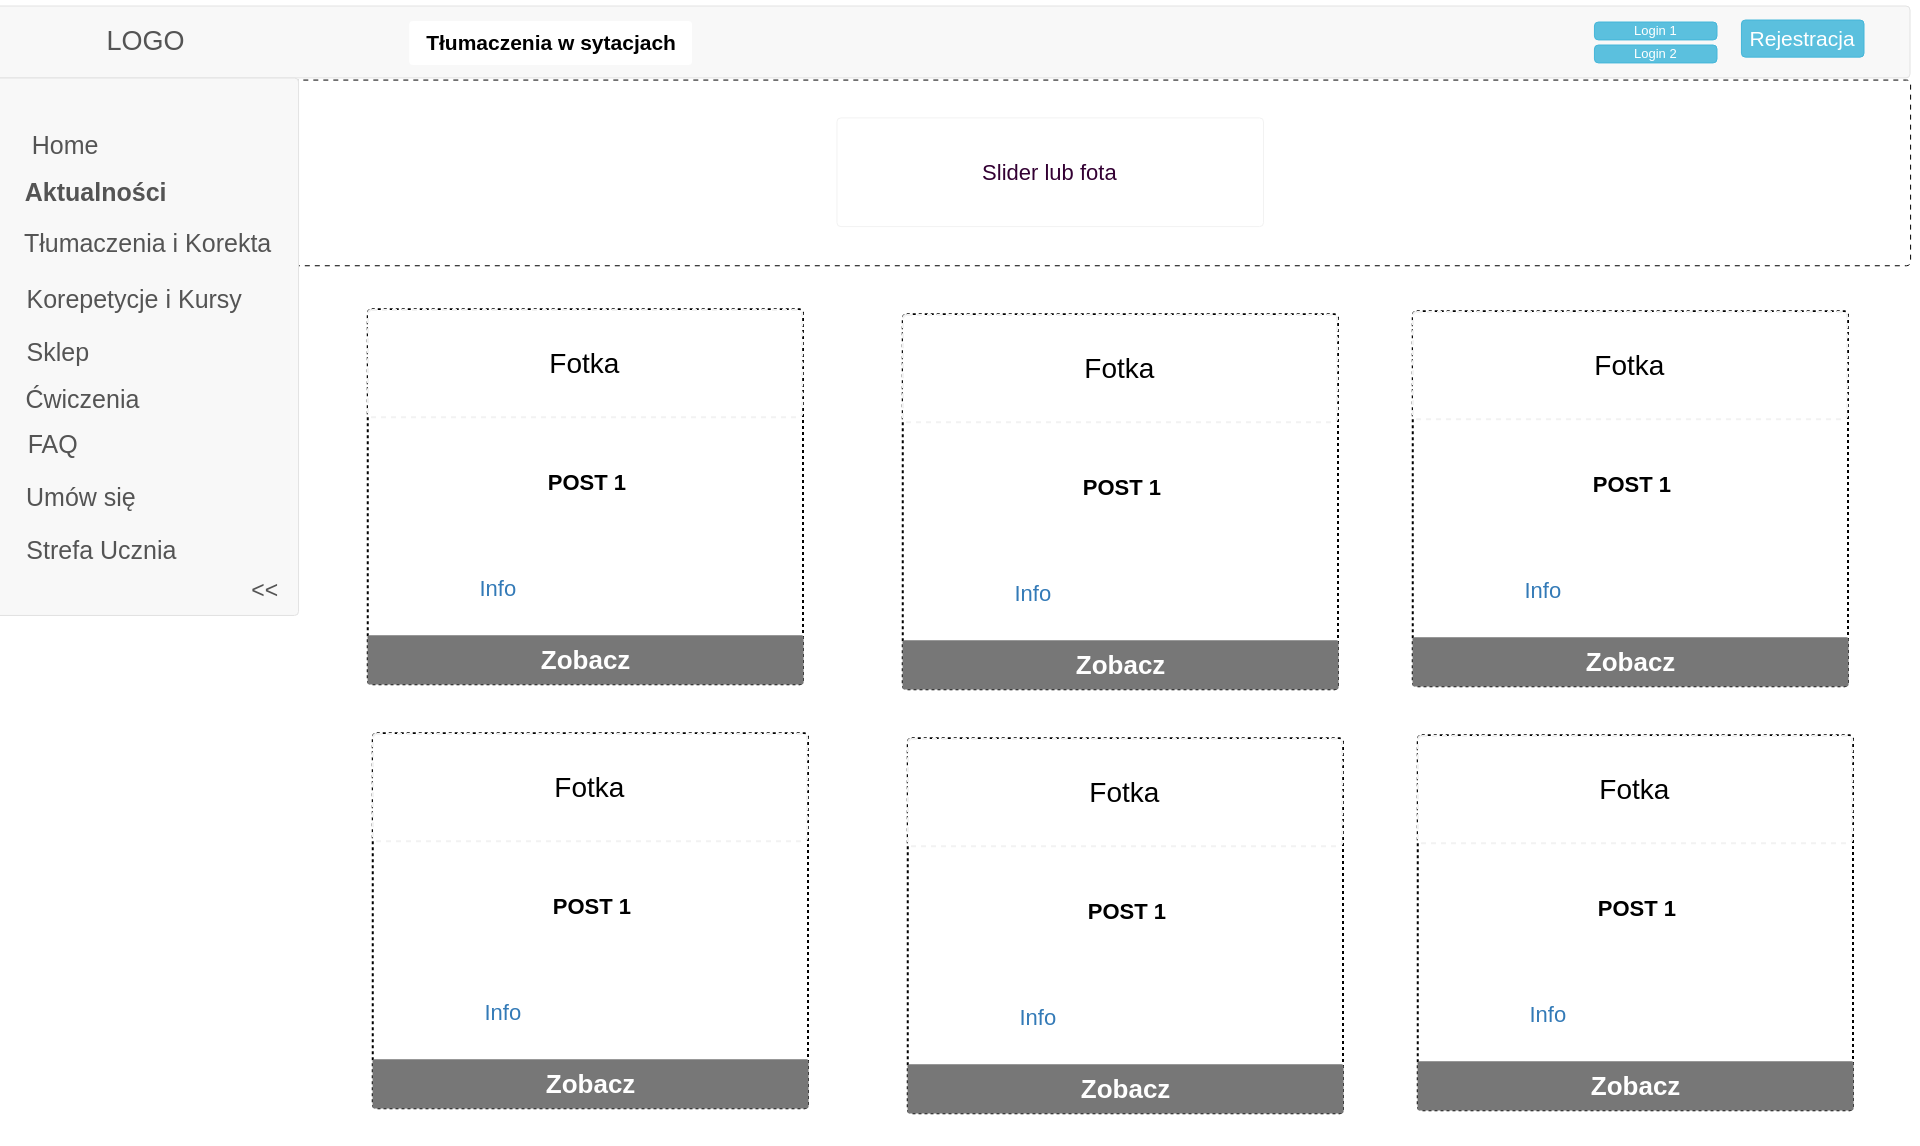 LOGO
Tłumaczenia w sytacjach
Login 1
Login 2
Rejestracja
Home
Aktualności
Tłumaczenia i Korekta
Korepetycje i Kursy
Sklep
Ćwiczenia
FAQ
Umów się
Strefa Ucznia
<<
Slider lub fota
Fotka
POST 1
Info
Zobacz
Fotka
POST 1
Info
Zobacz
Fotka
POST 1
Info
Zobacz
Fotka
POST 1
Info
Zobacz
Fotka
POST 1
Info
Zobacz
Fotka
POST 1
Info
Zobacz